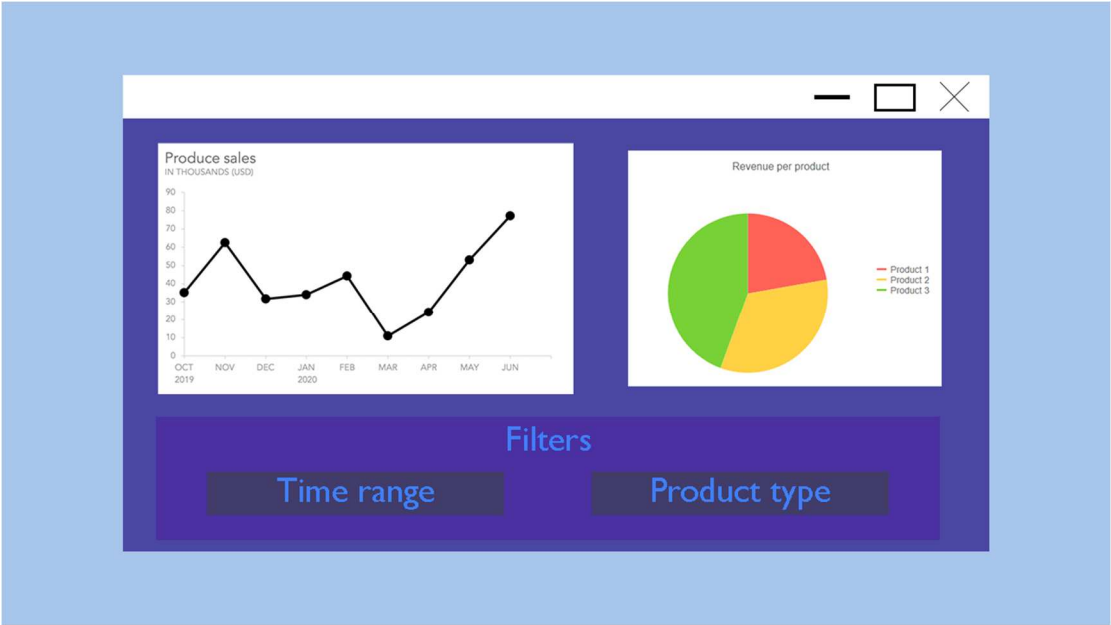 Produce sales
IN THOUSANDS (USD)
90
80
70
60
50
40
30
20
10
0
OCT NOV DEC JAN FEB MAR APR MAY JUN
2019 2020
Revenue per product
Product 1
Product 2
Product 3
Filters
Time range
Product type